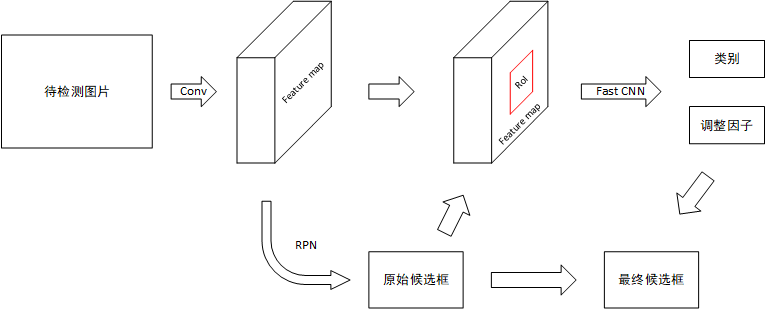 待检测图片
Conv
Feature map
RoI
Feature map
Fast CNN
类别
调整因子
RPN
原始候选框
最终候选框